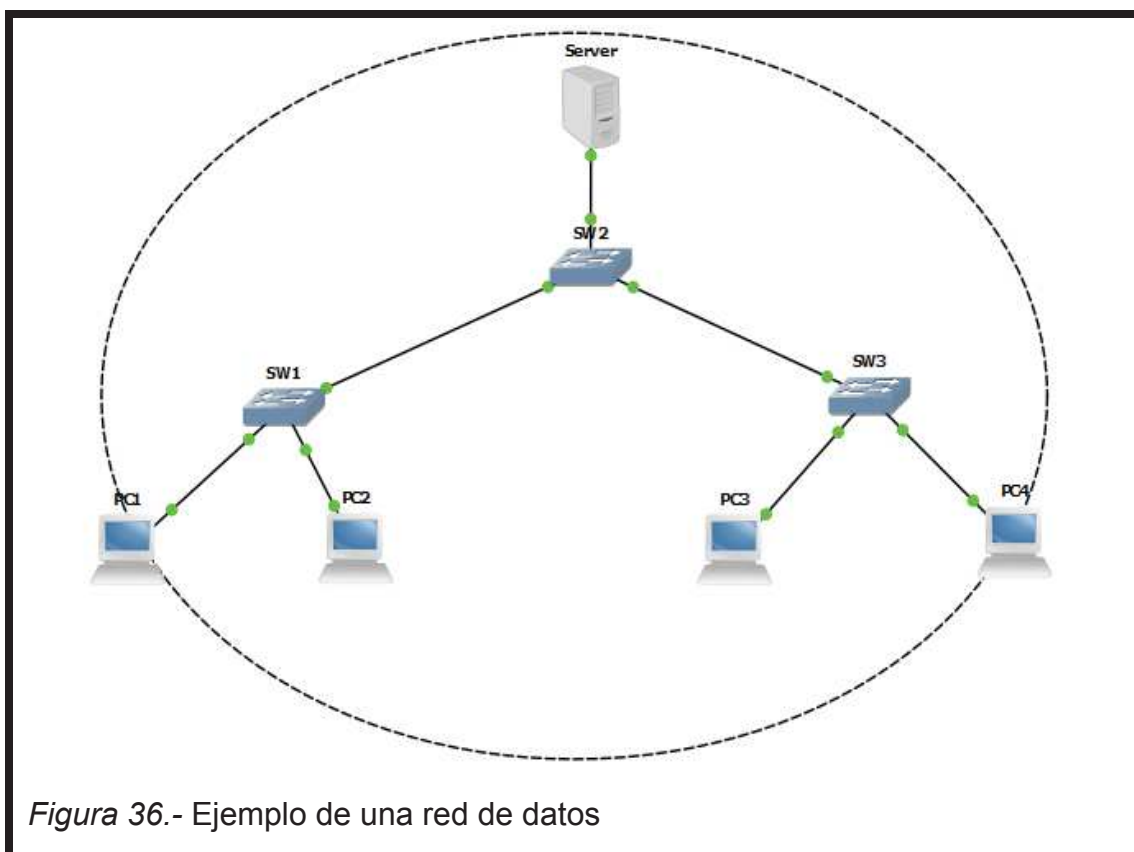 Server
SW2
SW1
SW3
PC1
PC2
PC3
PC4
Figura 36.- Ejemplo de una red de datos